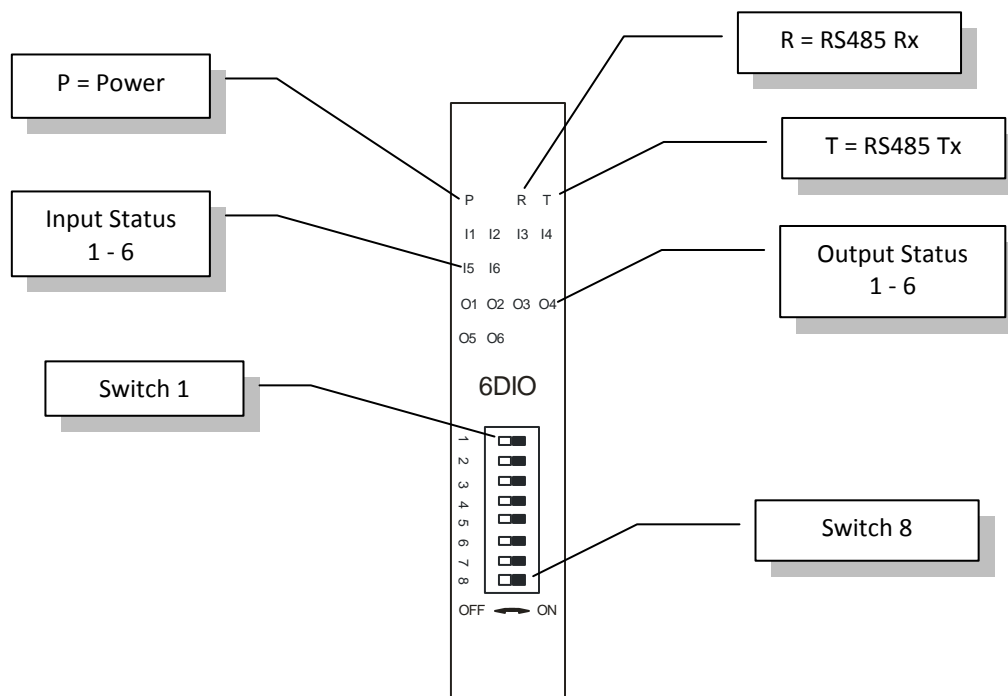 R = RS485 Rx
P = Power
T = RS485 Tx
P R T
Input Status
1 - 6
I1 I2 I3 I4
Output Status
1 - 6
I5 I6
O1 O2 O3 O4
O5 O6
6DIO
Switch 1
1
2
3
4
5
6
7
8
Switch 8
OFF ON